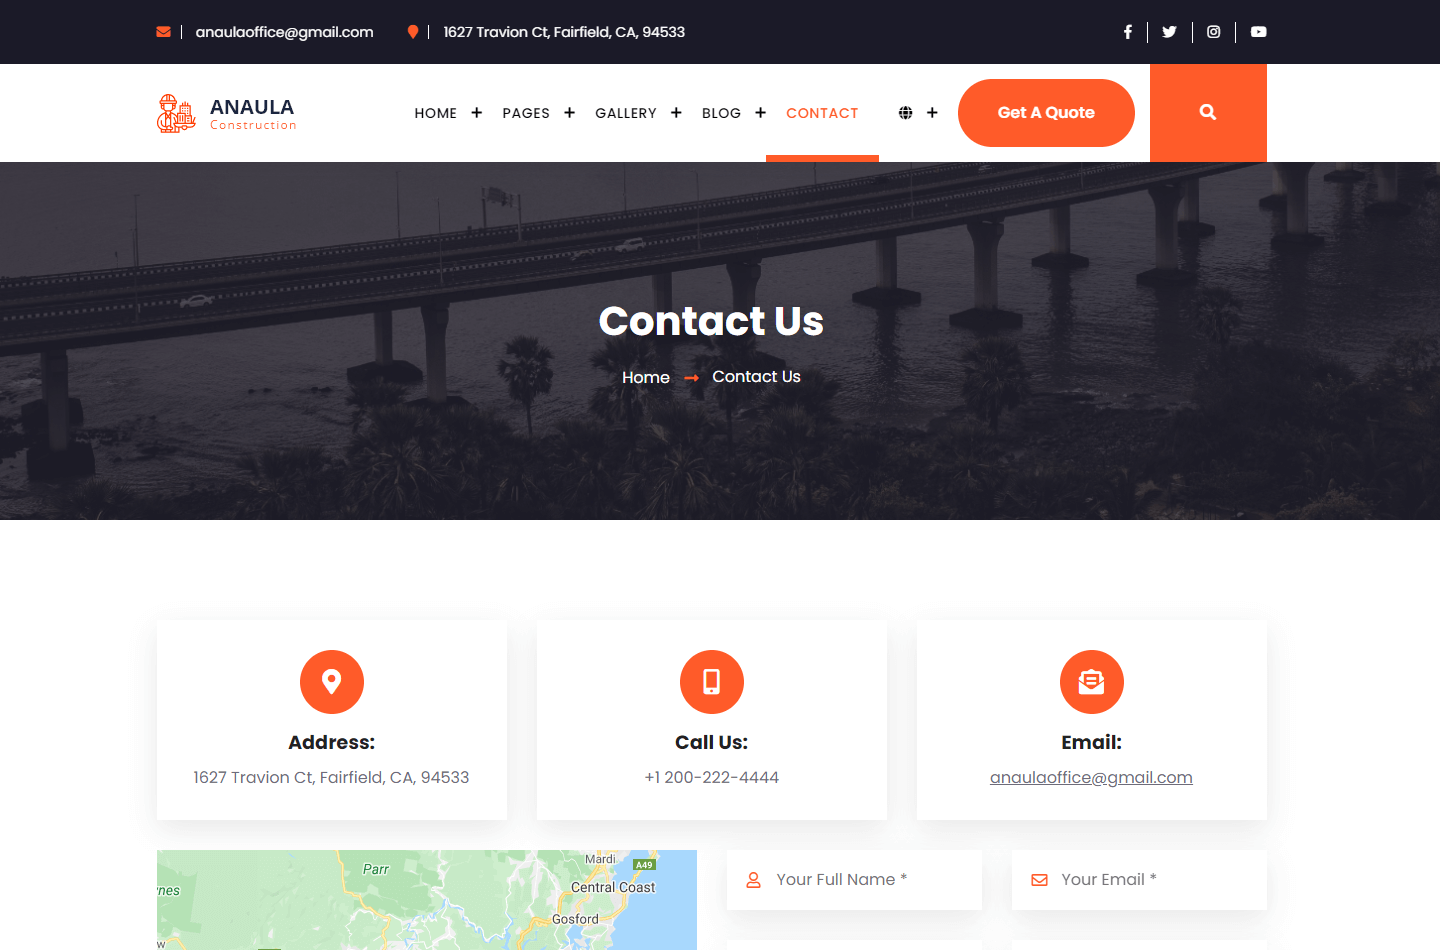 anaulaoffice@gmail.com
1627 Travion Ct, Fairfield, CA, 94533
ANAULA
Construction
HOME
PAGES
GALLERY
BLOG
CONTACT
Get A Quote
Contact Us
Home
Contact Us
Address:
1627 Travion Ct, Fairfield, CA, 94533
Call Us:
+1 200-222-4444
Email:
anaulaoffice@gmail.com
Parr
Mardi
A49
Central Coast
Gosford
Your Full Name *
Your Email *